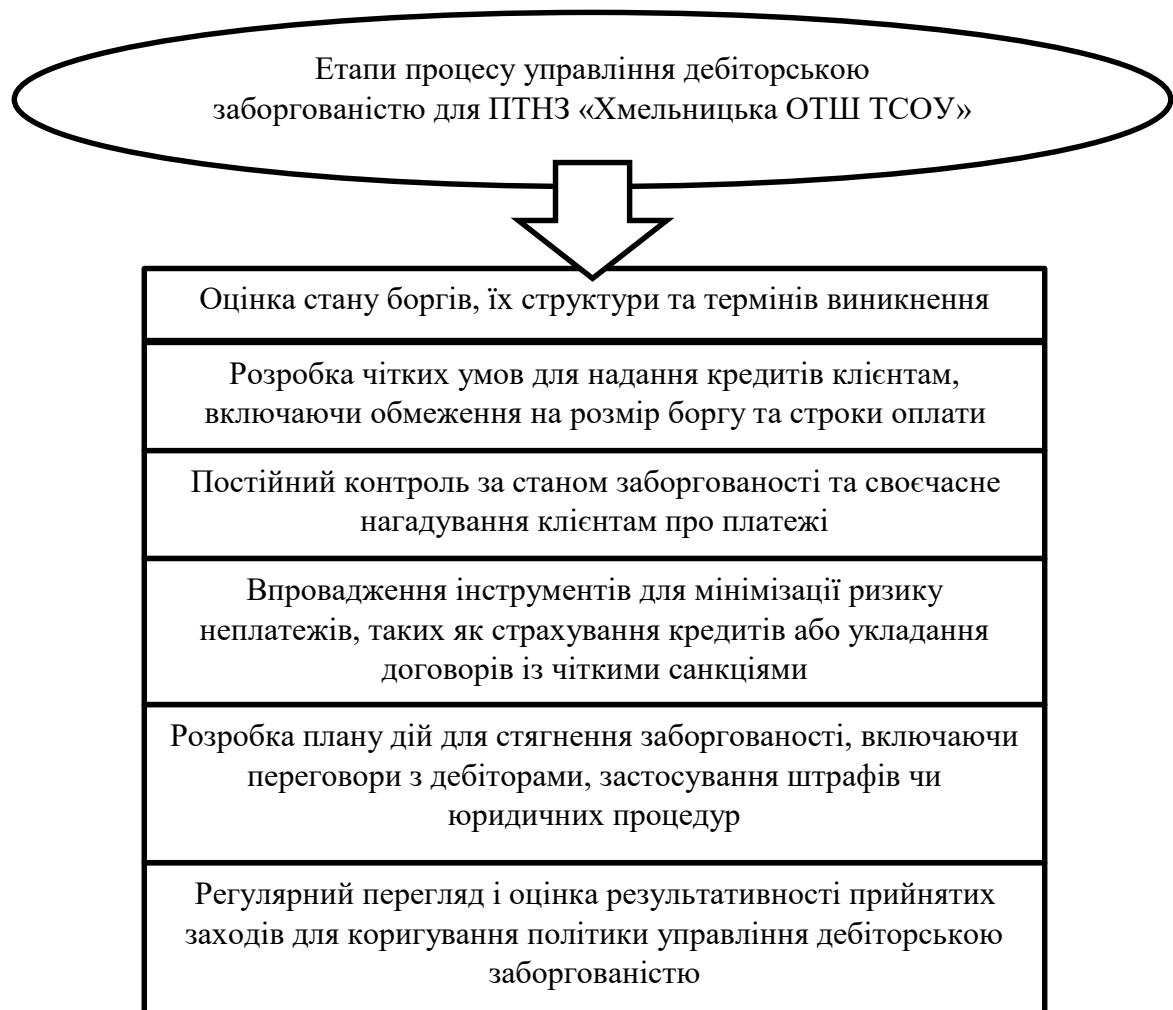 Етапи процесу управління дебіторською
заборгованістю для ПТНЗ «Хмельницька ОТШ ТСОУ»
Оцінка стану боргів, їх структури та термінів виникнення
Розробка чітких умов для надання кредитів клієнтам,
включаючи обмеження на розмір боргу та строки оплати
Постійний контроль за станом заборгованості та своєчасне
нагадування клієнтам про платежі
Впровадження інструментів для мінімізації ризику
неплатежів, таких як страхування кредитів або укладання
договорів із чіткими санкціями
Розробка плану дій для стягнення заборгованості, включаючи
переговори з дебіторами, застосування штрафів чи
юридичних процедур
Регулярний перегляд і оцінка результативності прийнятих
заходів для коригування політики управління дебіторською
заборгованістю